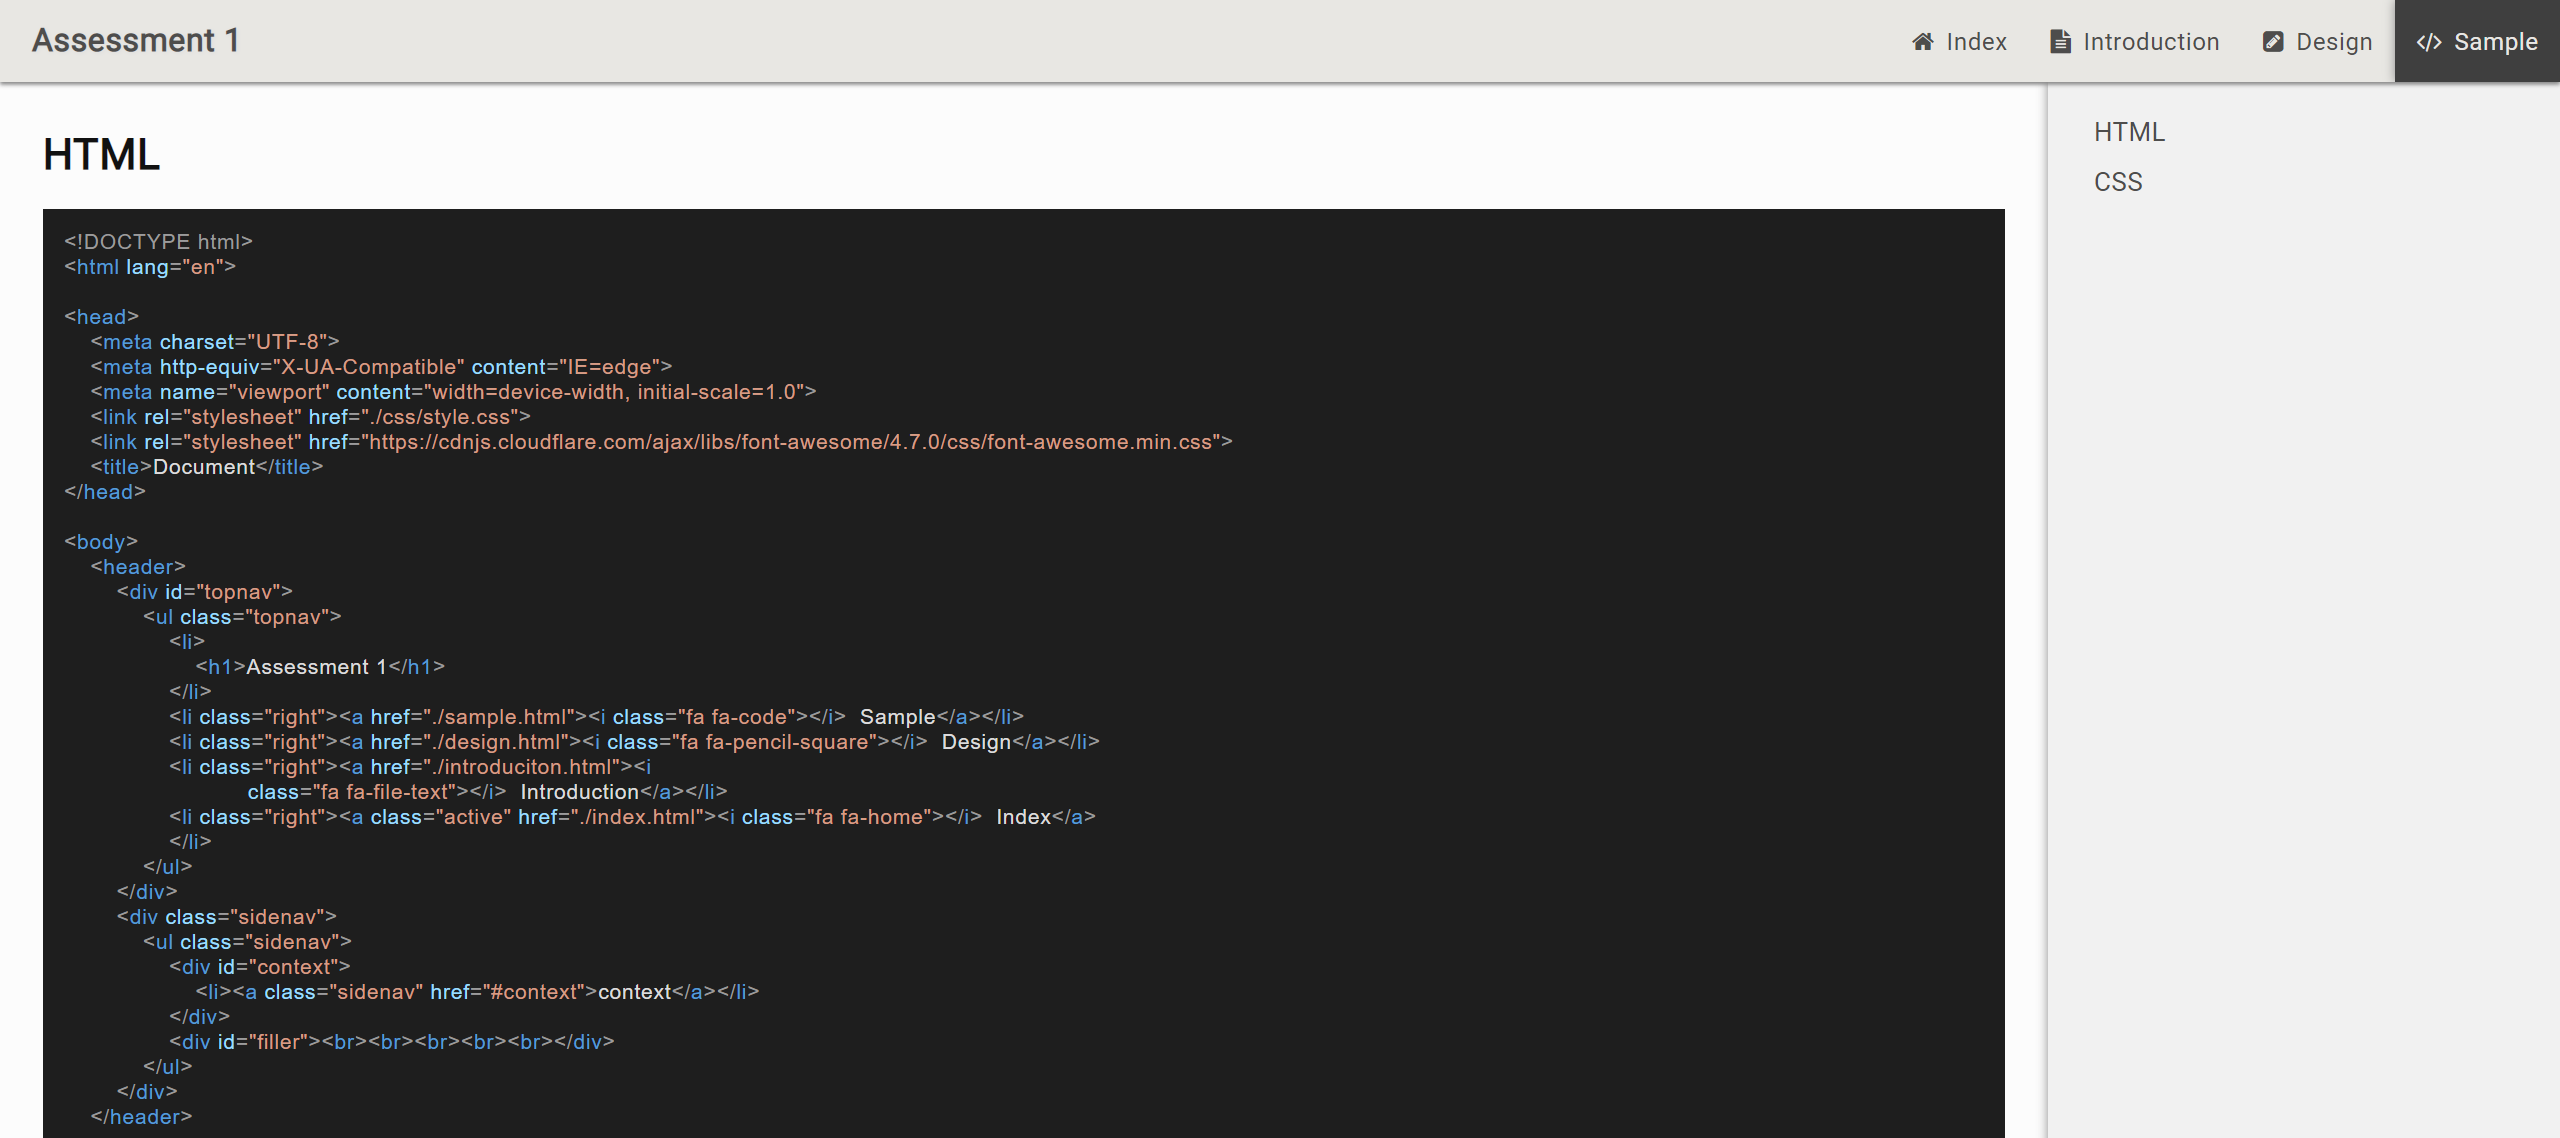 Assessment 1
Index
Introduction
Design
</> Sample
HTML
<!DOCTYPE html>
<html lang="en">
<head>
<meta charset="UTF-8">
<meta http-equiv="X-UA-Compatible" content="IE=edge">
<meta name="viewport" content="width=device-width, initial-scale=1.0">
<link rel="stylesheet" href="./css/style.css">
<link rel="stylesheet" href="https://cdnjs.cloudflare.com/ajax/libs/font-awesome/4.7.0/css/font-awesome.min.css">
<title>Document</title>
</head>
<body>
<header>
<div id="topnav">
<ul class="topnav">
<li>
<h1>Assessment 1</h1>
</li>
<li class="right"><a href="./sample.html"><i class="fa fa-code"></i> Sample</a></li>
<li class="right"><a href="./design.html"><i class="fa fa-pencil-square"></i> Design</a></li>
<li class="right"><a href="./introduciton.html"><i
class="fa fa-file-text"></i> Introduction</a></li>
<li class="right"><a class="active" href="./index.html"><i class="fa fa-home"></i> Index</a>
</li>
</ul>
</div>
<div class="sidenav">
<ul class="sidenav">
<div id="context">
<li><a class="sidenav" href="#context">context</a></li>
</div>
<div id="filler"><br><br><br><br><br></div>
</ul>
</div>
</header>
HTML
CSS